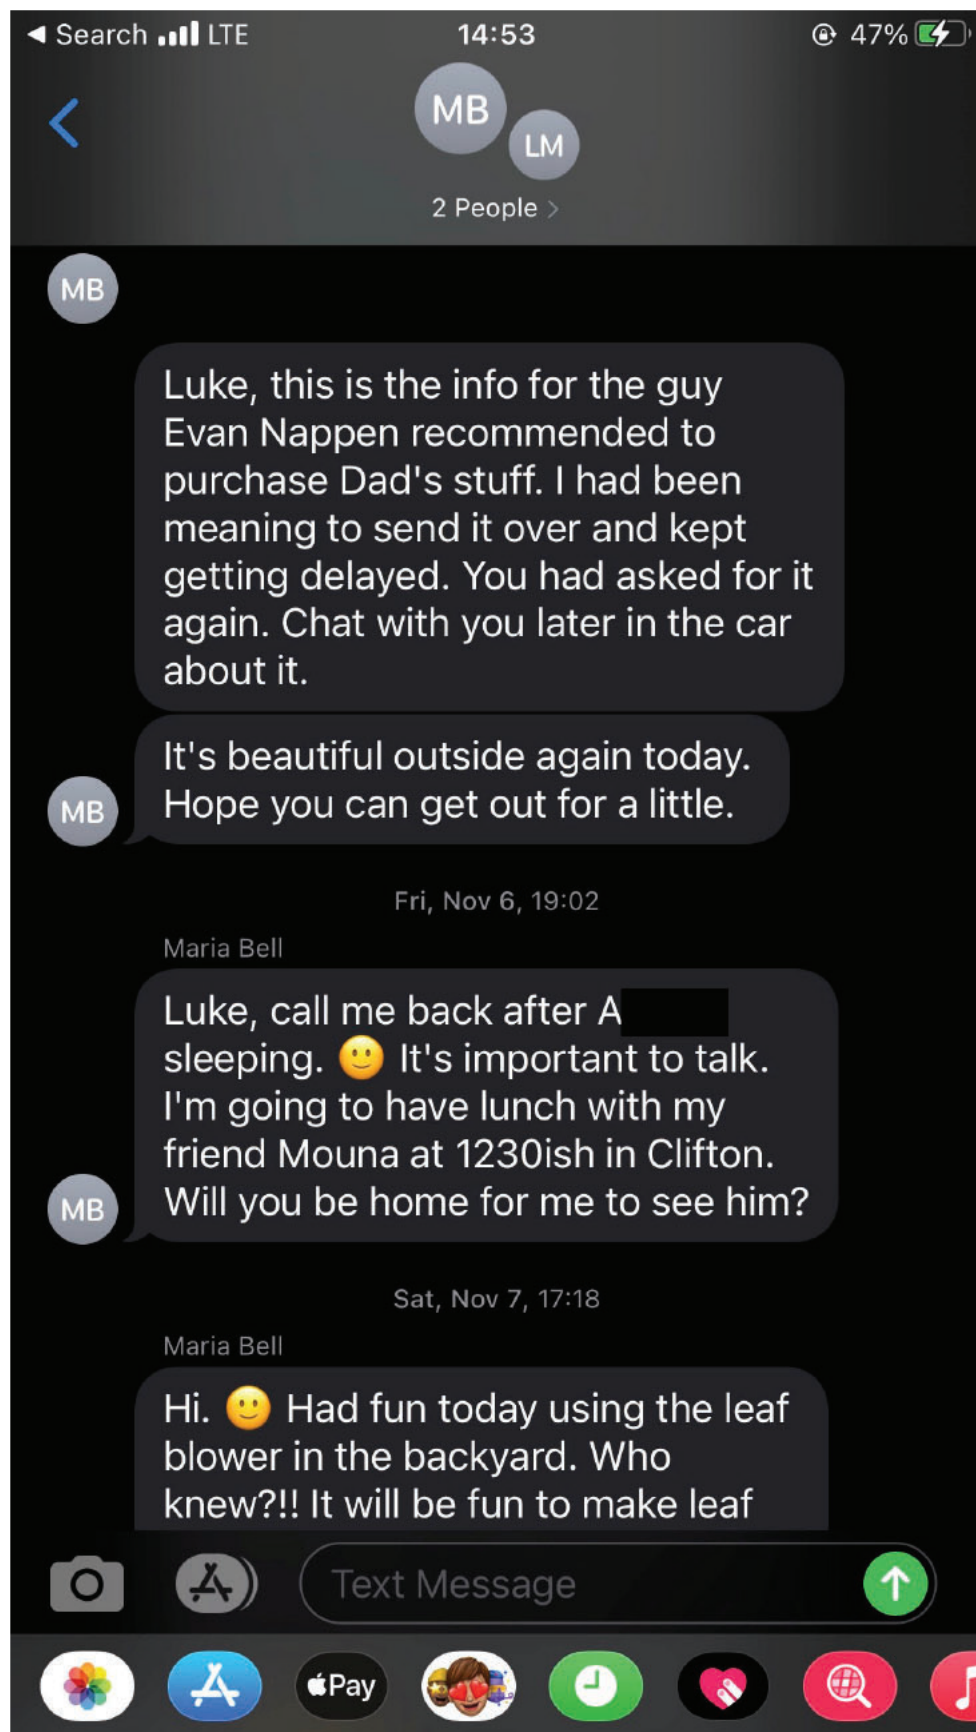 ◀ Search LTE 14:53 47%
MB
LM
2 People >
MB
Luke, this is the info for the guy
Evan Nappen recommended to
purchase Dad's stuff. I had been
meaning to send it over and kept
getting delayed. You had asked for it
again. Chat with you later in the car
about it.
It's beautiful outside again today.
Hope you can get out for a little.
MB
Fri, Nov 6, 19:02
Maria Bell
Luke, call me back after A
sleeping. 🙂 It's important to talk.
I'm going to have lunch with my
friend Mouna at 1230ish in Clifton.
Will you be home for me to see him?
MB
Sat, Nov 7, 17:18
Maria Bell
Hi. 🙂 Had fun today using the leaf
blower in the backyard. Who
knew?!! It will be fun to make leaf
Text Message
Pay